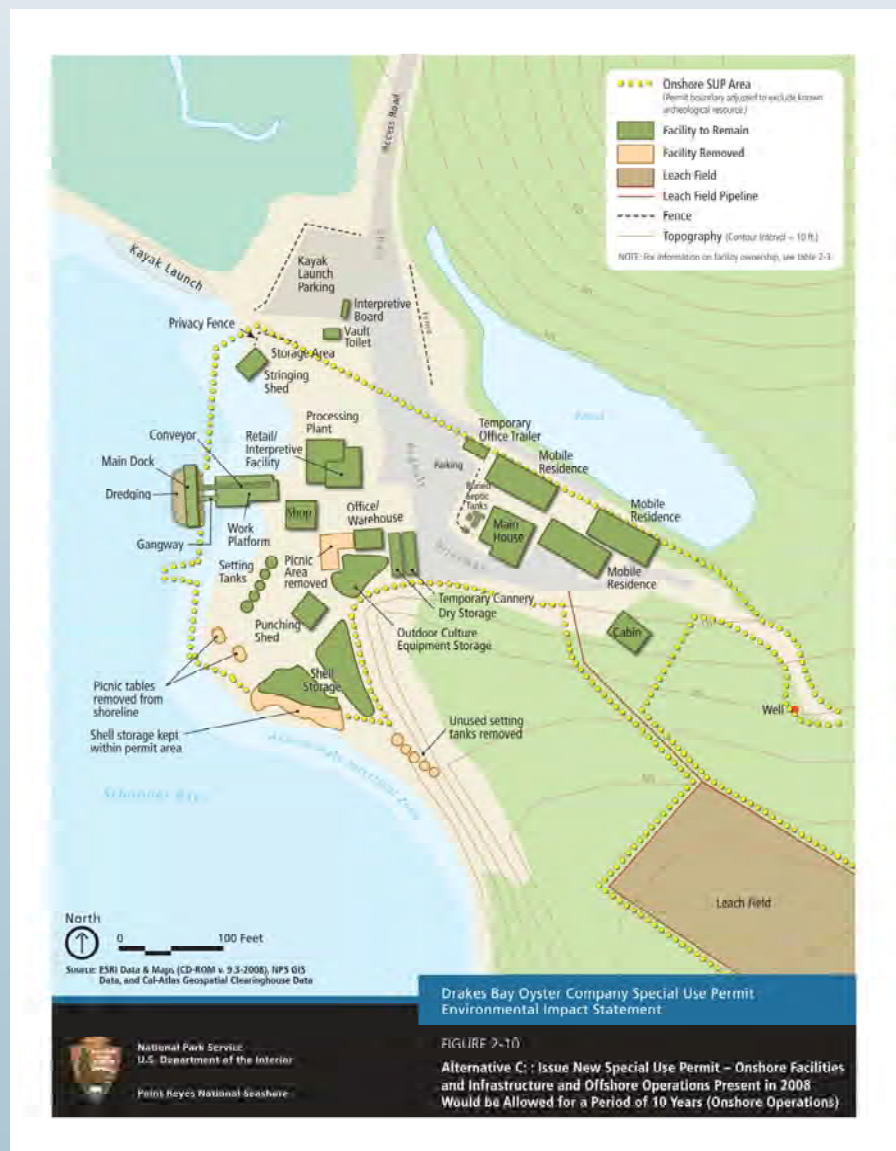 Onshore SUP Area
(Permit boundary adjusted to exclude known
archeological resource.)
Facility to Remain
Facility Removed
Leach Field
Leach Field Pipeline
Fence
Topography (Contour Interval – 10 ft.)
NOTE: For information on facility ownership, see table 2-3.
Access Road
Kayak Launch
Kayak
Launch
Parking
Fence
Interpretive
Board
Vault
Toilet
Privacy Fence
Storage Area
Stringing
Shed
Pond
Processing
Plant
Temporary
Office Trailer
Conveyor
Retail/
Interpretive
Facility
Mobile
Residence
Parking
Main Dock
Buried
Septic
Tanks
Dredging
Mobile
Residence
Office/
Warehouse
Shop
Main
House
Work
Platform
Gangway
Driveway
Setting
Tanks
Picnic
Area
removed
Mobile
Residence
Temporary Cannery
Dry Storage
Punching
Shed
Outdoor Culture
Equipment Storage
Cabin
Shell
Storage
Picnic tables
removed from
shoreline
Well
Unused setting
tanks removed
Shell storage kept
within permit area
Intertidal Zone
Schooner Bay
Leach Field
North
0 100 Feet
Source: ESRI Data & Maps (CD-ROM v. 9.3-2008), NPS GIS
Data, and Cal-Atlas Geospatial Clearinghouse Data
Drakes Bay Oyster Company Special Use Permit
Environmental Impact Statement
National Park Service
U.S. Department of the Interior
Point Reyes National Seashore
FIGURE 2-10
Alternative C: : Issue New Special Use Permit – Onshore Facilities
and Infrastructure and Offshore Operations Present in 2008
Would be Allowed for a Period of 10 Years (Onshore Operations)